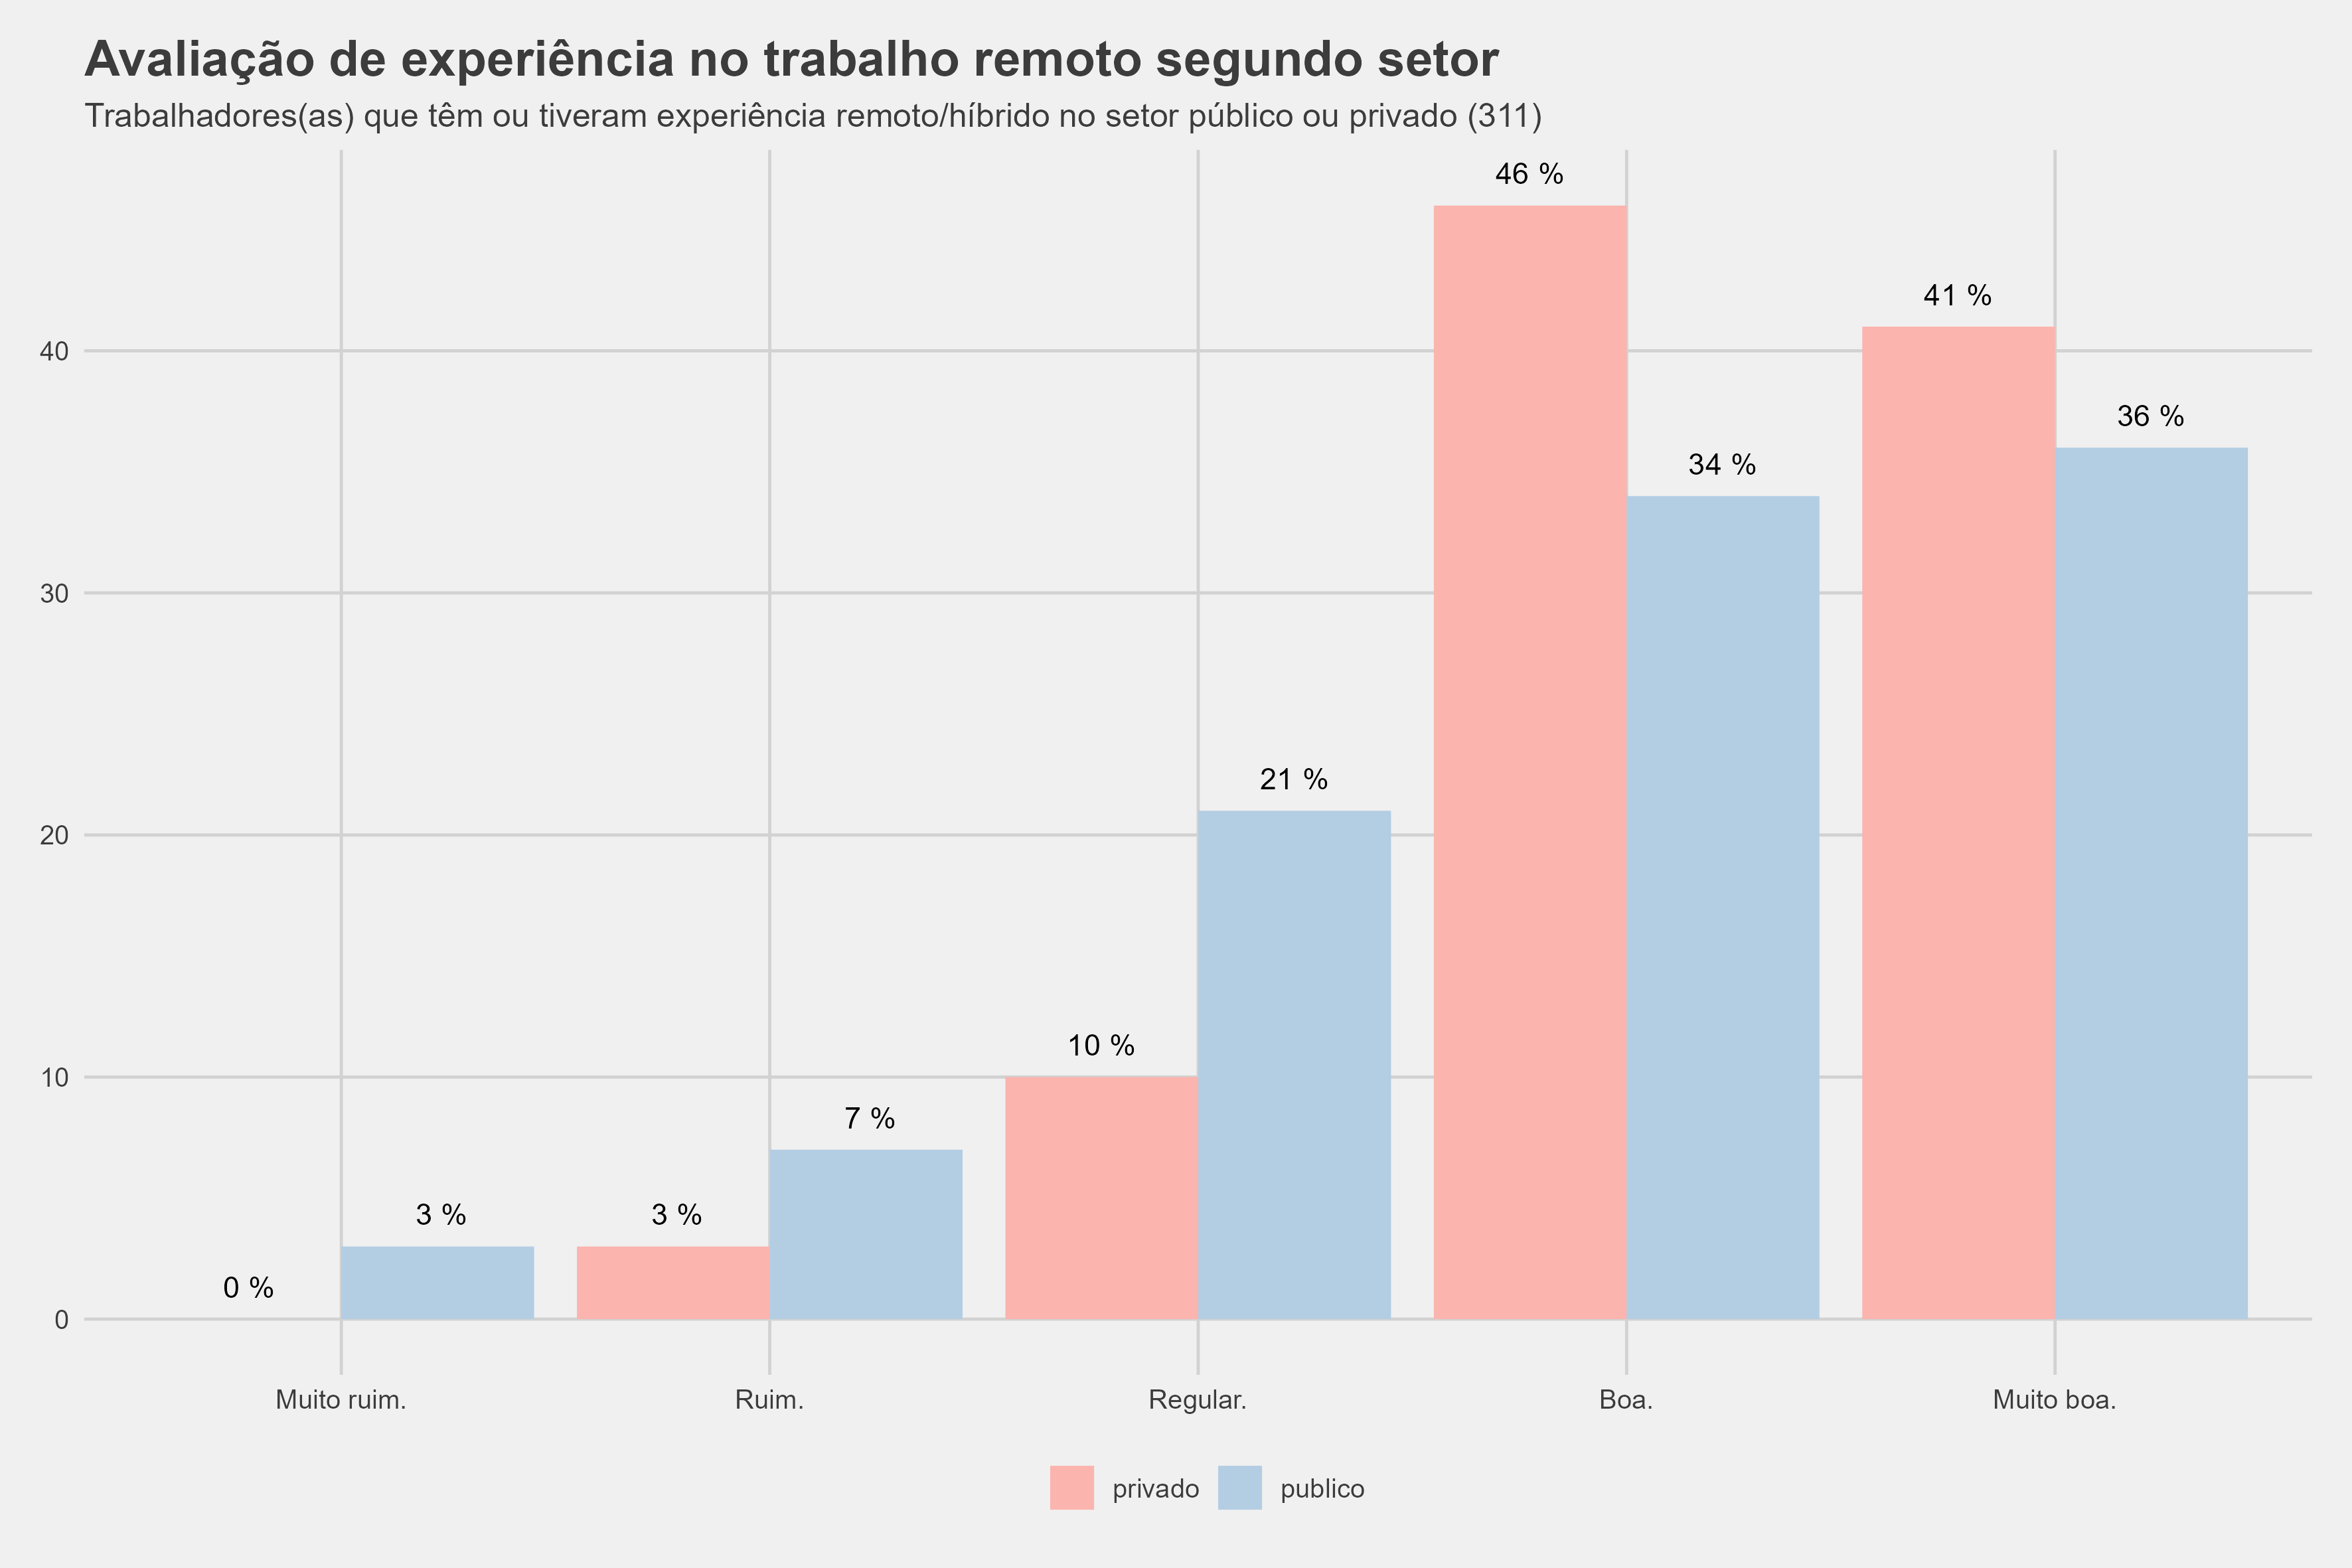 Avaliação de experiência no trabalho remoto segundo setor
Trabalhadores(as) que têm ou tiveram experiência remoto/híbrido no setor público ou privado (311)
46 %
41 %
40
36 %
34 %
30
21 %
20
10 %
10
7 %
3 %
3 %
0 %
0
Muito ruim.
Ruim.
Regular.
Boa.
Muito boa.
privado
publico